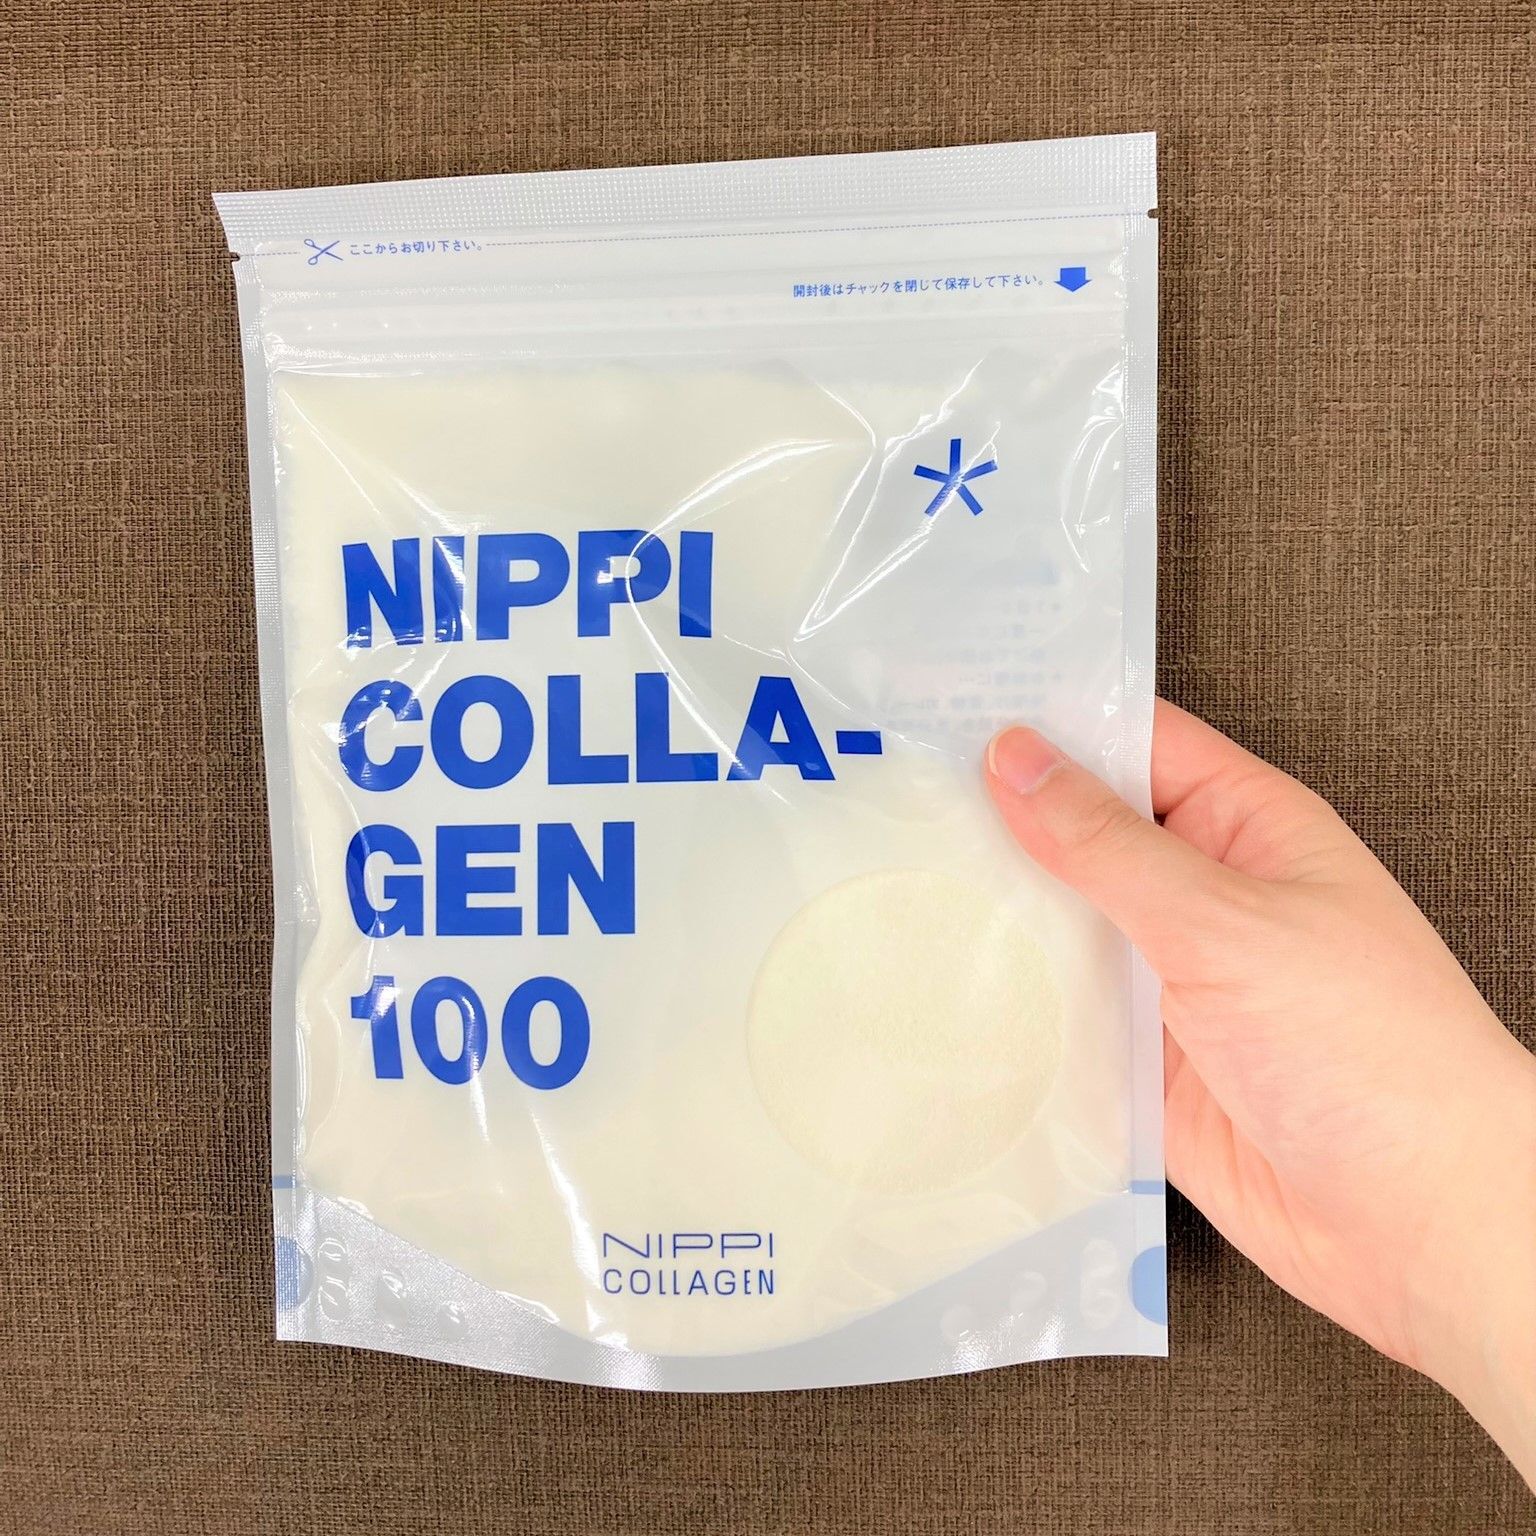 ここからお切り下さい。
開封後はチャックを閉じて保存して下さい。
NIPPI
COLLA-
GEN
100
NIPPI
COLLAGEN